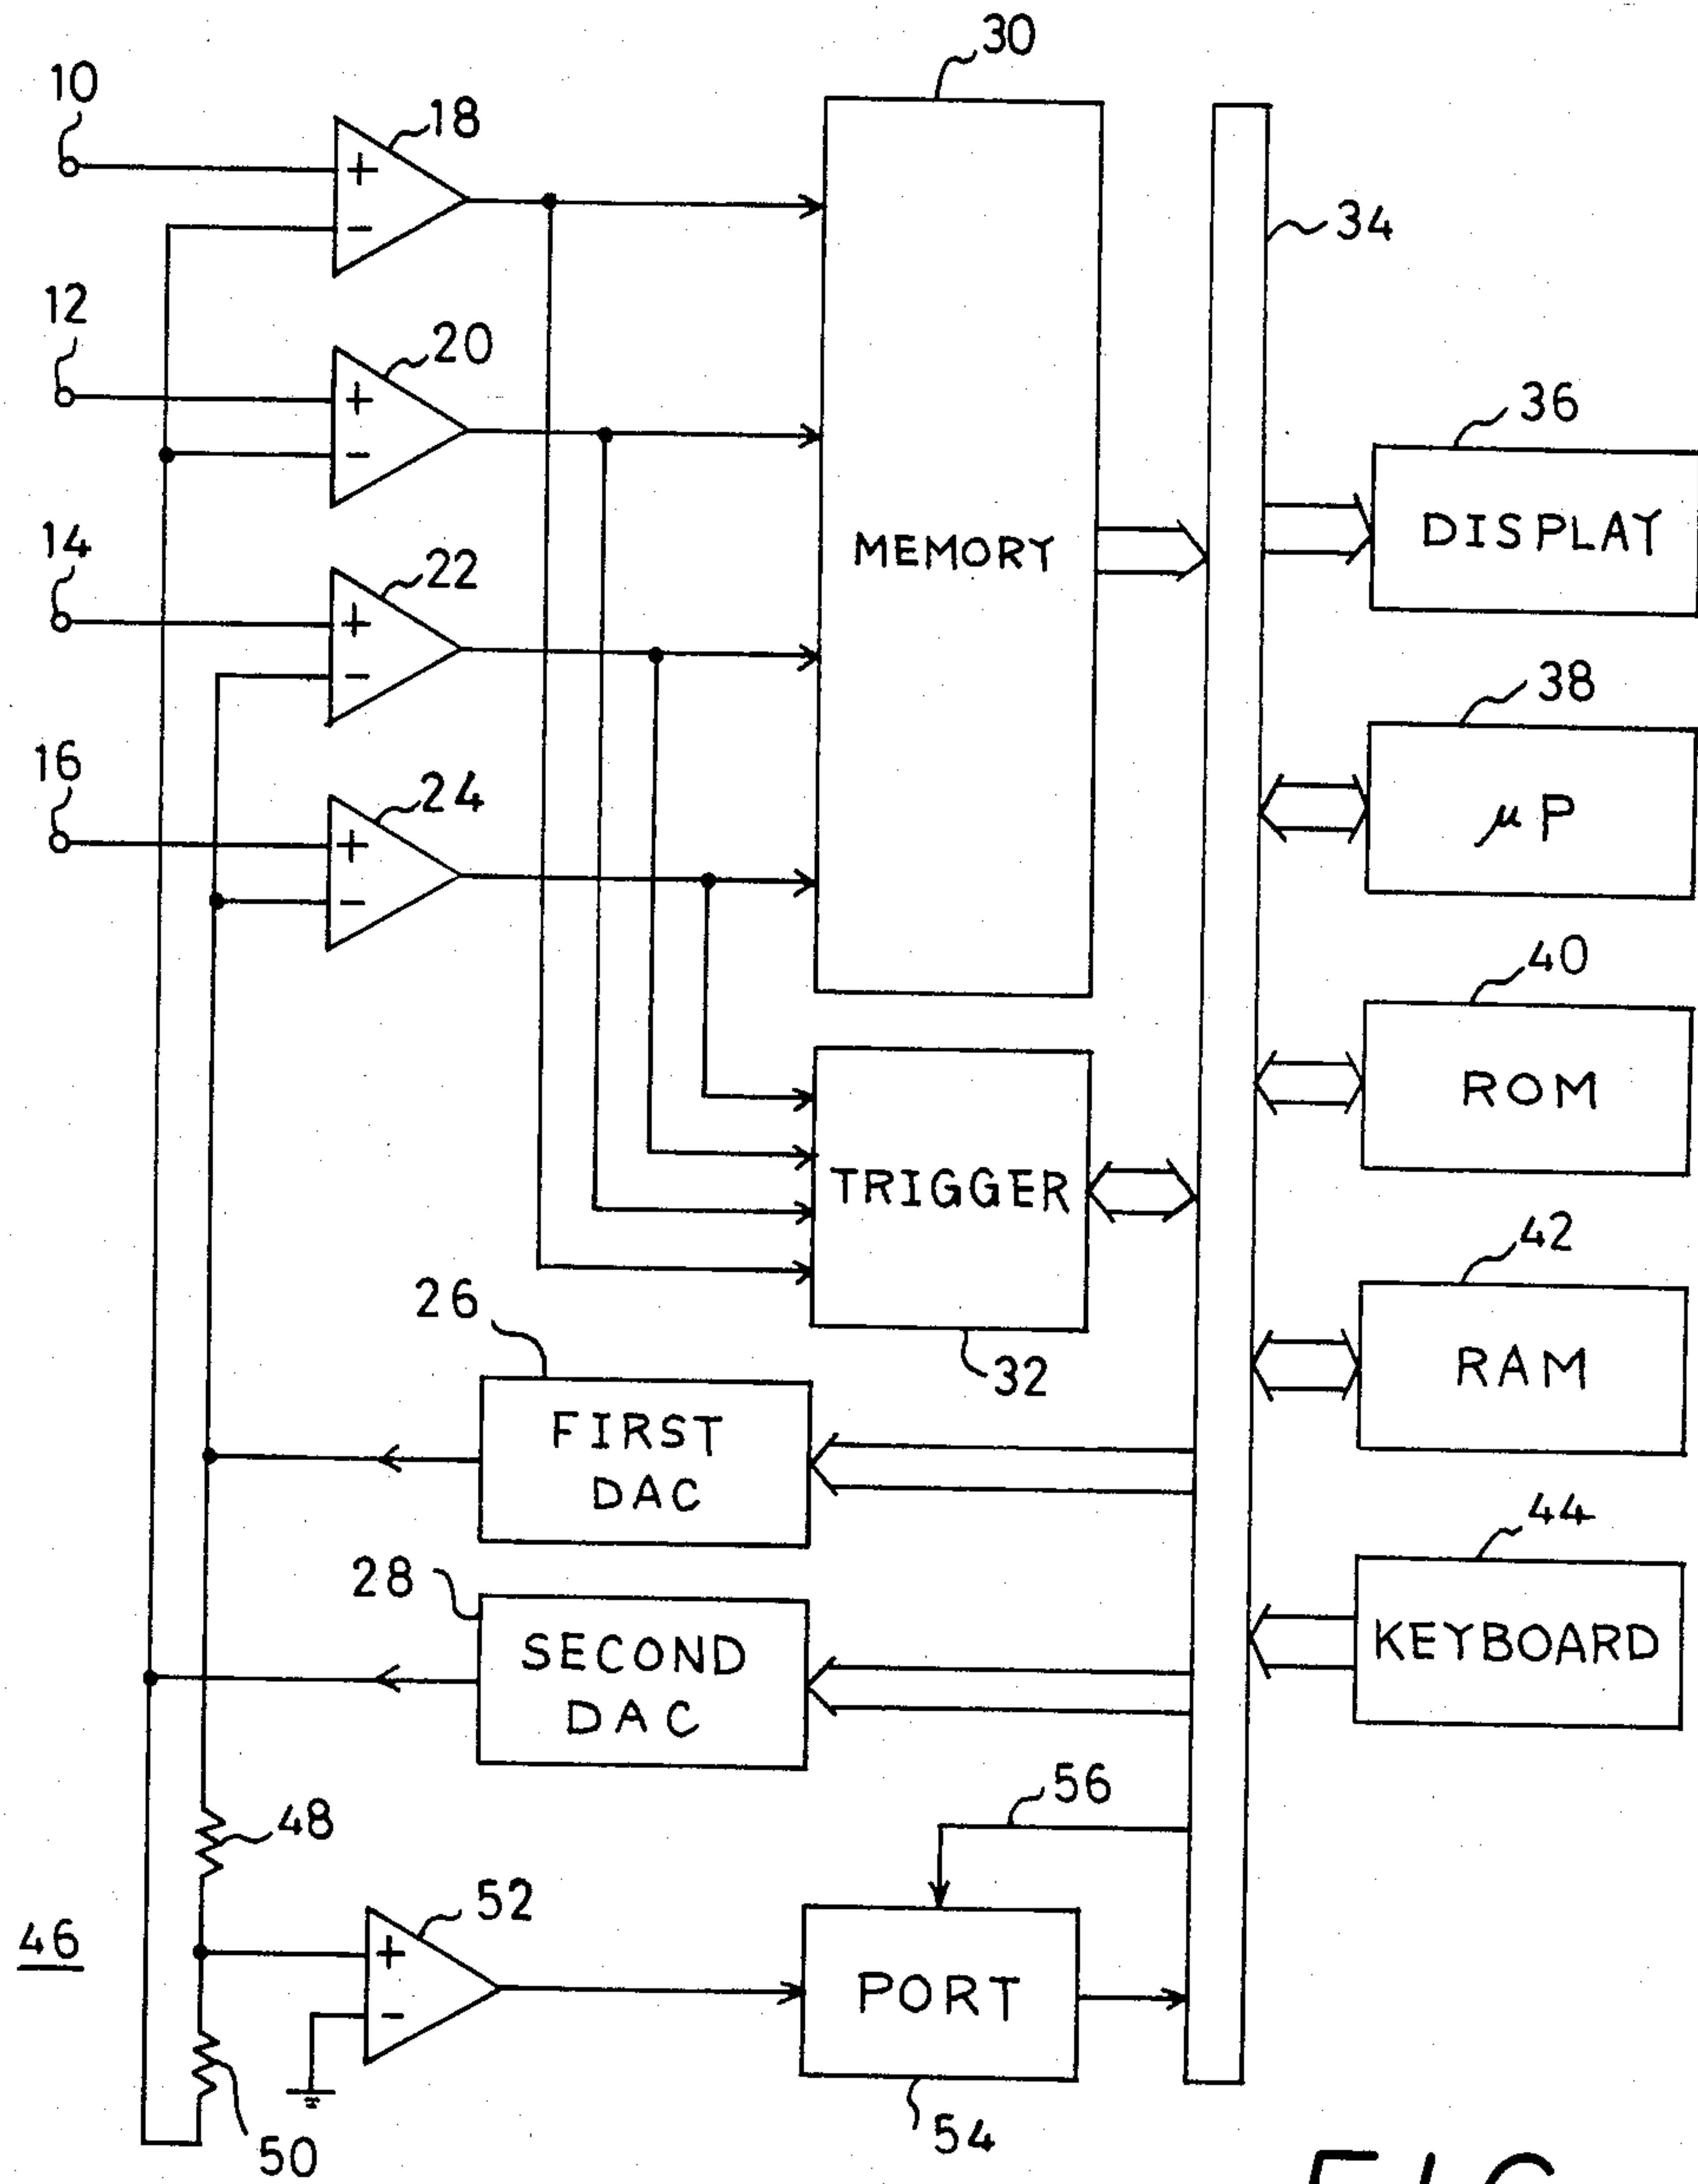 30
10
18
34
12
20
36
DISPLAY
14
22
MEMORY
38
μP
16
24
40
ROM
TRIGGER
42
RAM
26
32
FIRST
DAC
44
KEYBOARD
28
SECOND
DAC
56
48
52
46
PORT
50
54
+
-
+
-
+
-
+
-
+
-